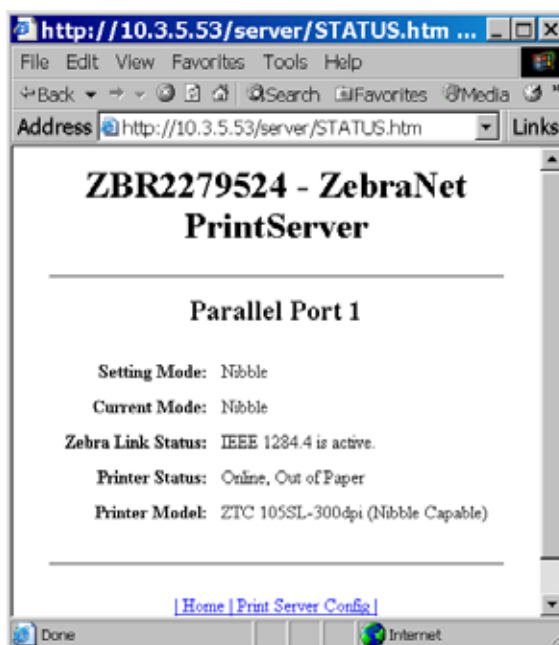 http://10.3.5.53/server/STATUS.htm ...
File Edit View Favorites Tools Help
Back Search Favorites Media "
Address http://10.3.5.53/server/STATUS.htm Links
ZBR2279524 - ZebraNet
PrintServer
Parallel Port 1
Setting Mode: Nibble
Current Mode: Nibble
Zebra Link Status: IEEE 1284.4 is active.
Printer Status: Online, Out of Paper
Printer Model: ZTC 105SL-300dpi (Nibble Capable)
| Home | Print Server Config |
Done Internet